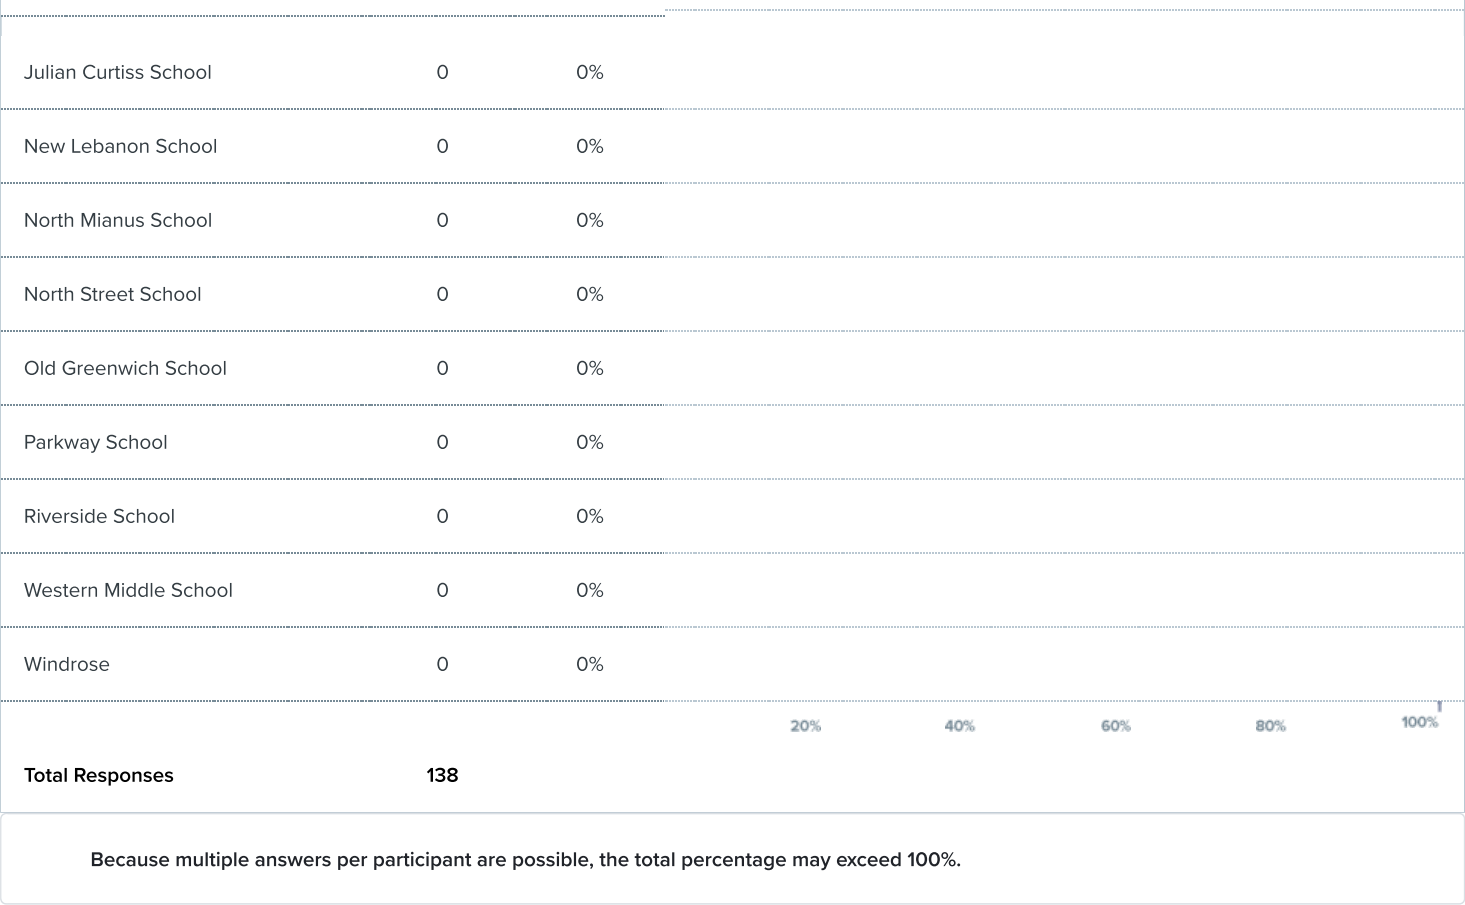 Julian Curtiss School 0 0%
New Lebanon School 0 0%
North Mianus School 0 0%
North Street School 0 0%
Old Greenwich School 0 0%
Parkway School 0 0%
Riverside School 0 0%
Western Middle School 0 0%
Windrose 0 0%
20% 40% 60% 80% 100%
Total Responses 138
Because multiple answers per participant are possible, the total percentage may exceed 100%.